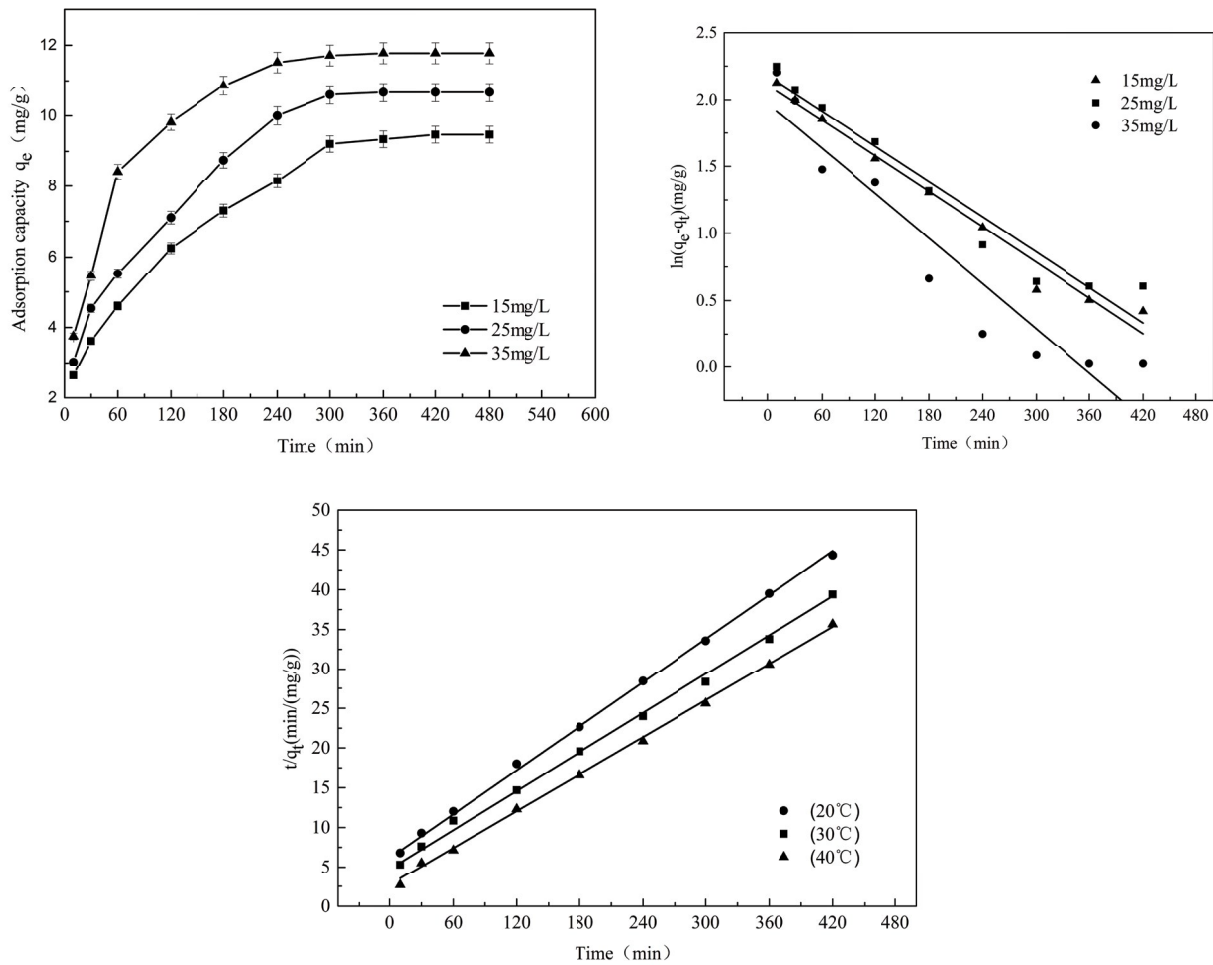 Adsorption capacity qe（mg/g）
12
10
8
6
4
2
0 60 120 180 240 300 360 420 480 540 600
Time（min）
15mg/L
25mg/L
35mg/L
ln(qe-qt)(mg/g)
2.5
2.0
1.5
1.0
0.5
0.0
0 60 120 180 240 300 360 420 480
Time（min）
15mg/L
25mg/L
35mg/L
t/qt(min/(mg/g))
50
45
40
35
30
25
20
15
10
5
0
0 60 120 180 240 300 360 420 480
Time（min）
(20℃)
(30℃)
(40℃)